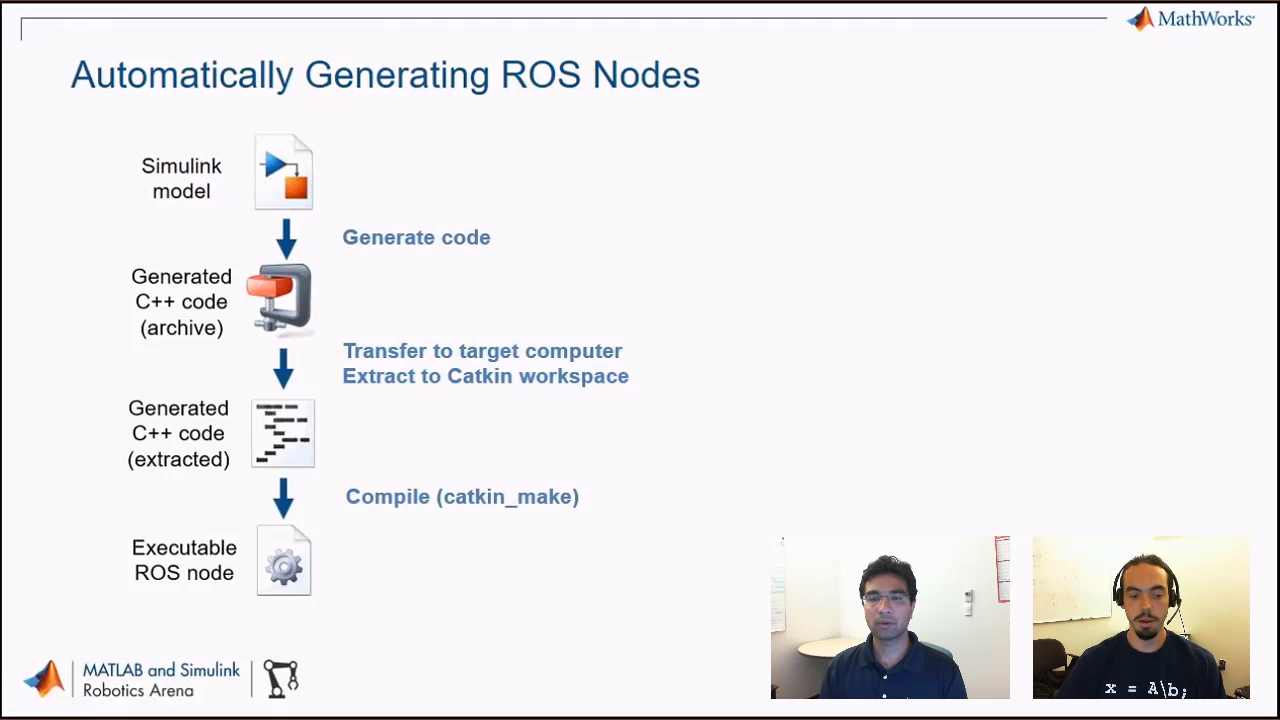 MathWorks
Automatically Generating ROS Nodes
Simulink
model
Generate code
Generated
C++ code
(archive)
Transfer to target computer
Extract to Catkin workspace
Generated
C++ code
(extracted)
Compile (catkin_make)
Executable
ROS node
MATLAB and Simulink
Robotics Arena
x = A\b;